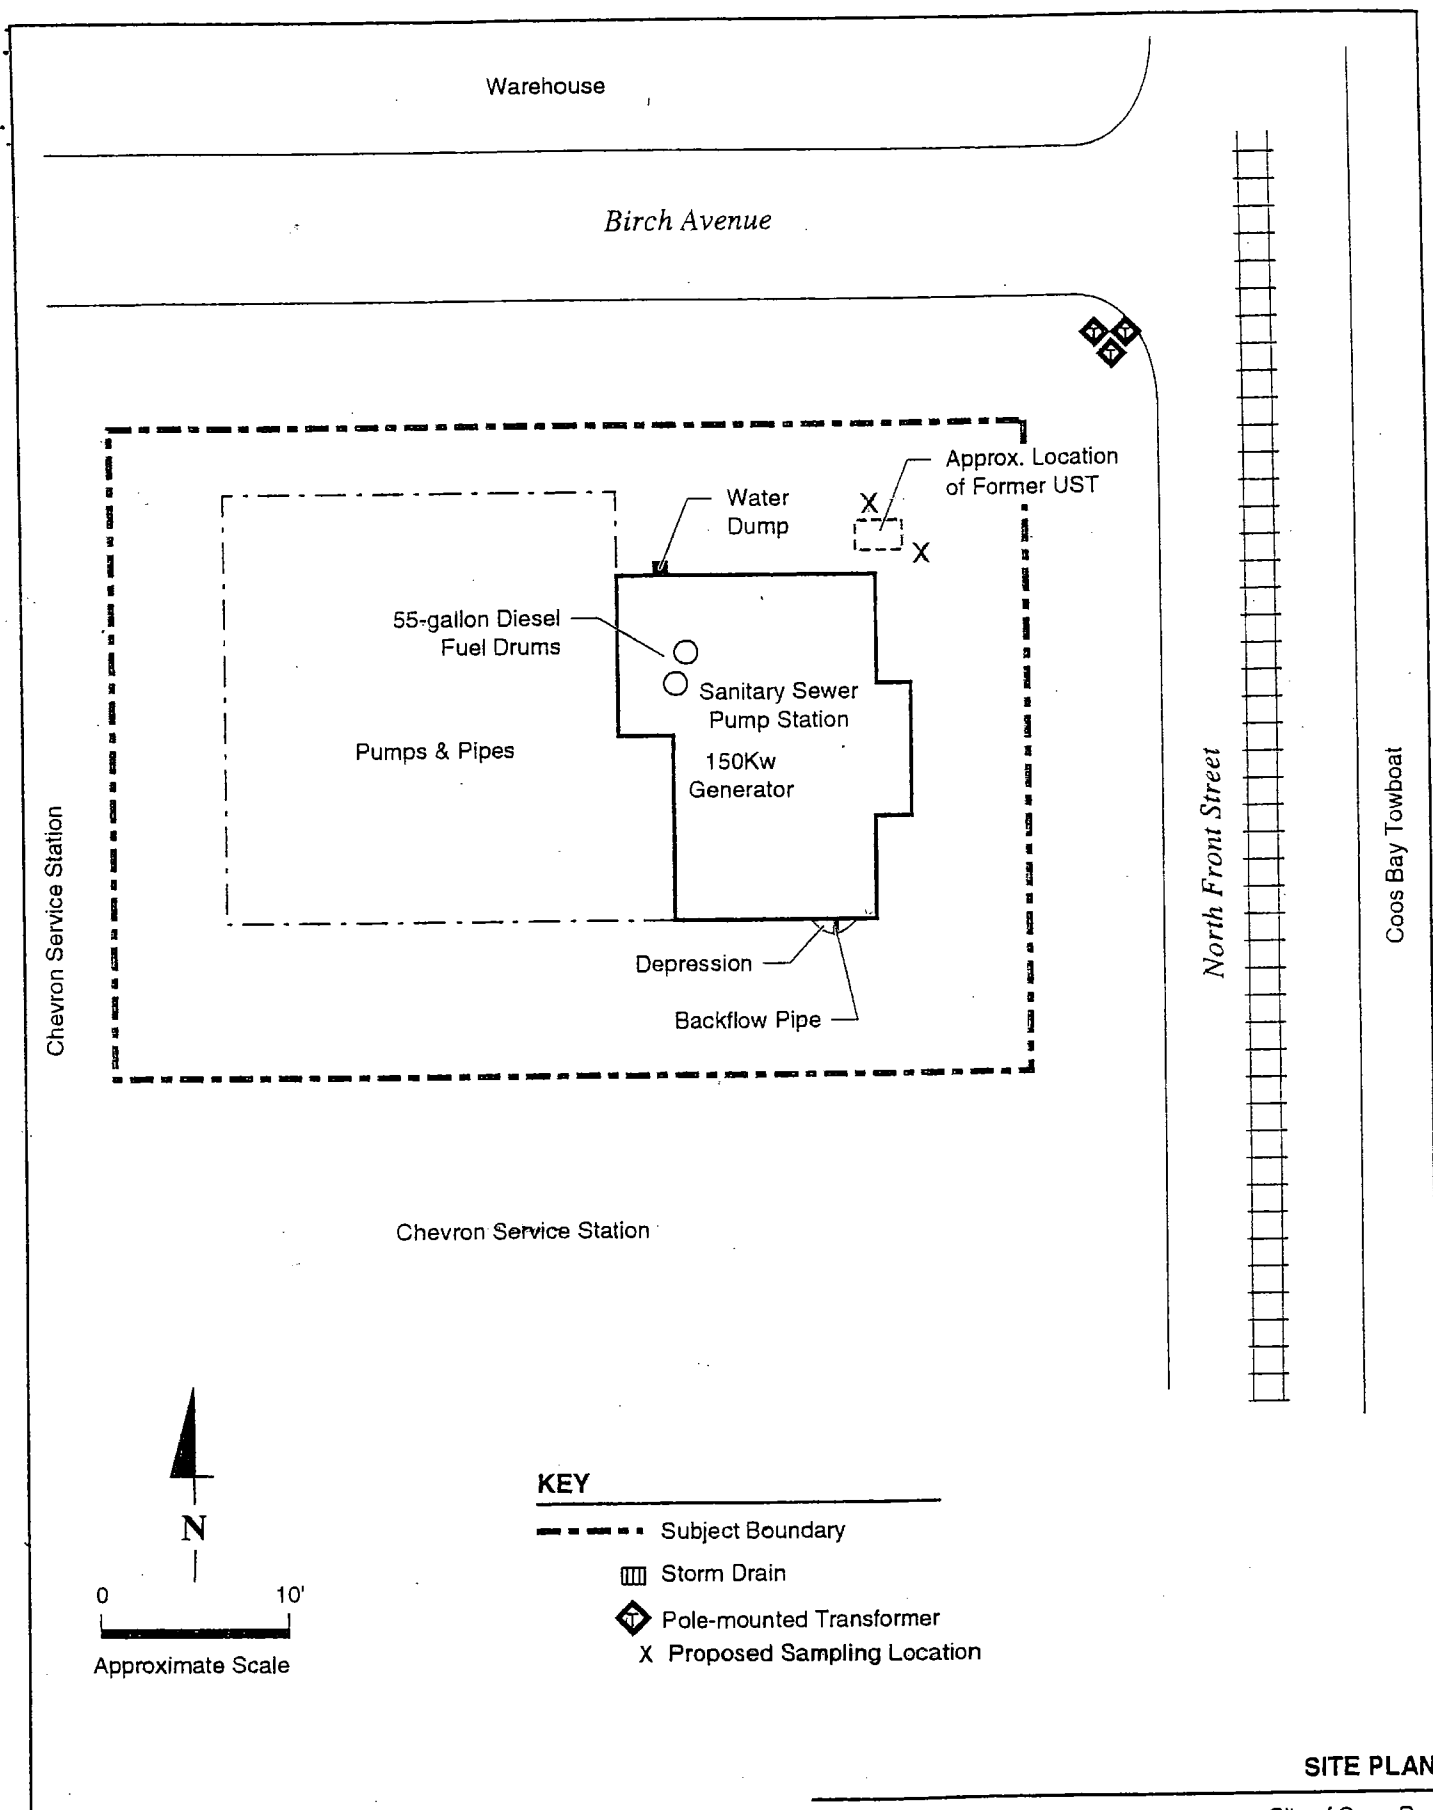 Warehouse
Birch Avenue
Approx. Location
of Former UST
X
X
Water
Dump
55-gallon Diesel
Fuel Drums
Sanitary Sewer
Pump Station
150Kw
Generator
Pumps & Pipes
Depression
Backflow Pipe
Chevron Service Station
North Front Street
Coos Bay Towboat
Chevron Service Station
N
0 10'
Approximate Scale
KEY
Subject Boundary
Storm Drain
T Pole-mounted Transformer
X Proposed Sampling Location
T T
T
SITE PLAN